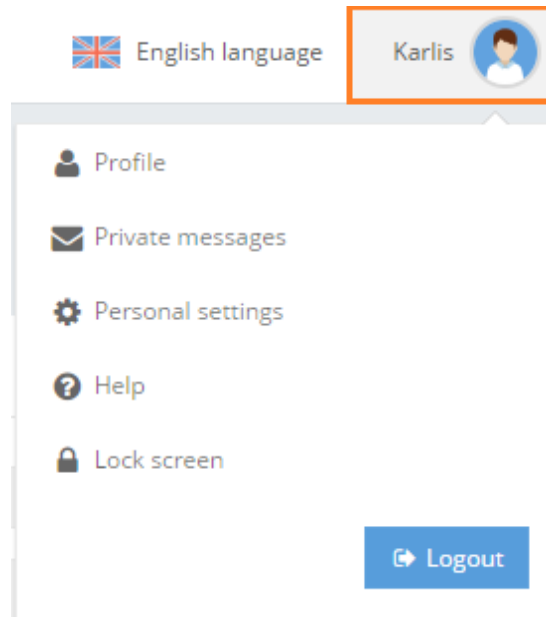 English language
Karlis
Profile
Private messages
Personal settings
Help
Lock screen
Logout